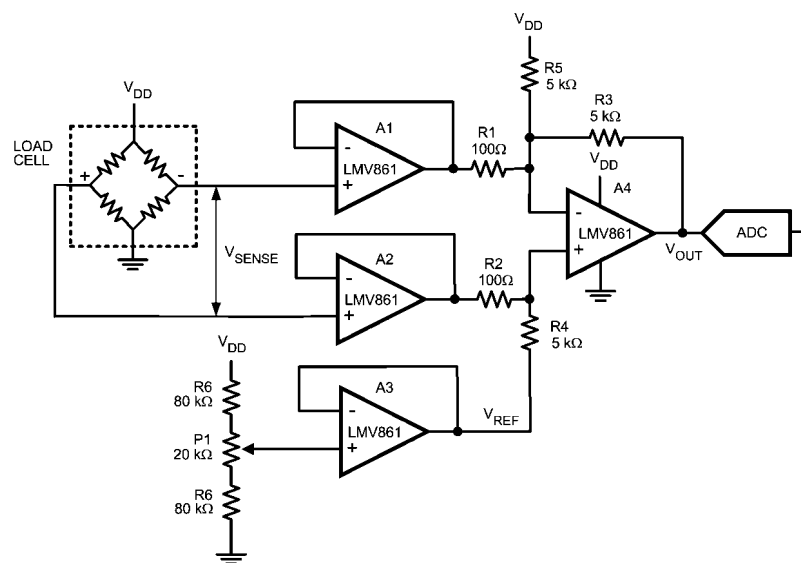 VDD
LOAD
CELL
+
-
VSENSE
A1
-
LMV861
+
R1
100Ω
VDD
R5
5 kΩ
R3
5 kΩ
VDD
A4
-
LMV861
+
VOUT
ADC
A2
-
LMV861
+
R2
100Ω
R4
5 kΩ
VDD
R6
80 kΩ
P1
20 kΩ
R6
80 kΩ
A3
-
LMV861
+
VREF